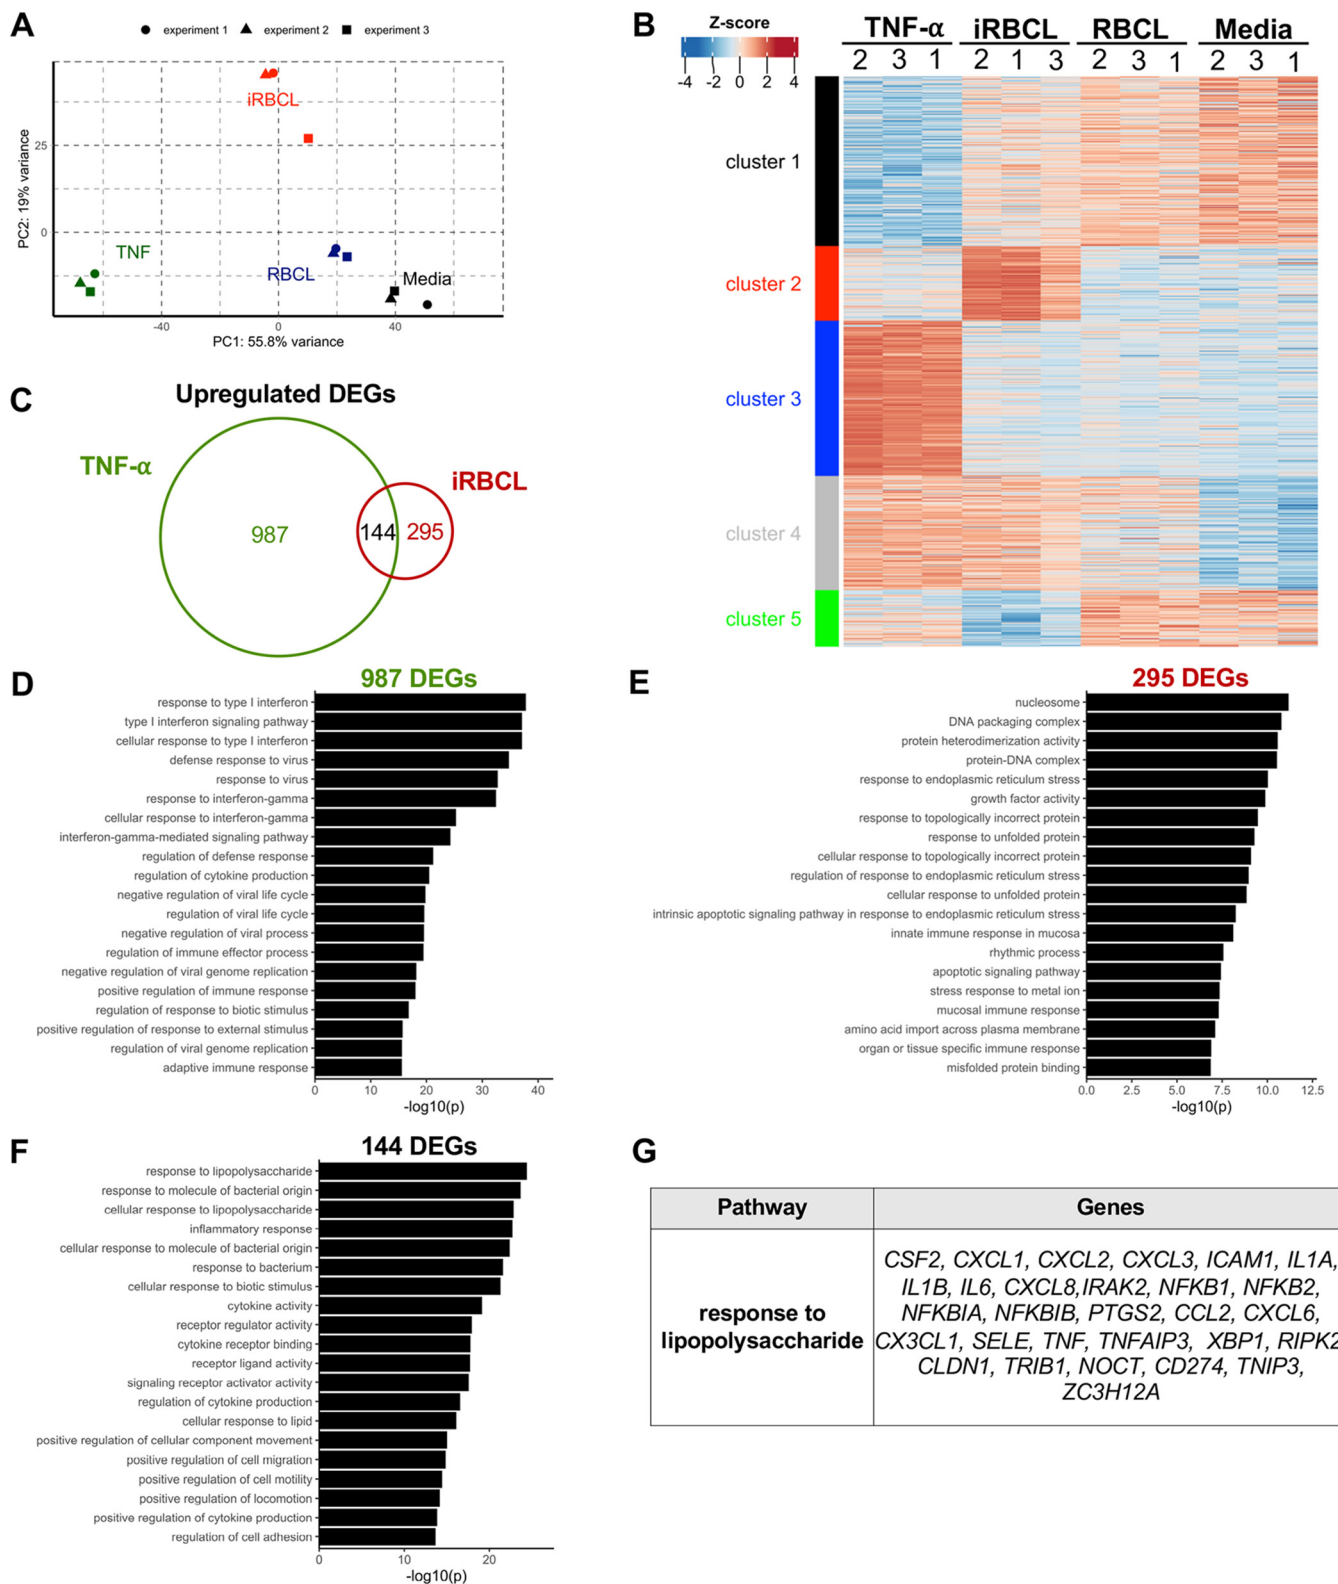 A
experiment 1
experiment 2
experiment 3
iRBCL
TNF
RBCL
Media
25
0
-40
0
40
PC2: 19% variance
PC1: 55.8% variance
B
Z-score
-4 -2 0 2 4
TNF-α iRBCL RBCL Media
2 3 1 2 1 3 2 3 1 2 3 1
cluster 1
cluster 2
cluster 3
cluster 4
cluster 5
C
Upregulated DEGs
TNF-α
iRBCL
987
144
295
D
987 DEGs
response to type I interferon
type I interferon signaling pathway
cellular response to type I interferon
defense response to virus
response to virus
response to interferon-gamma
cellular response to interferon-gamma
interferon-gamma-mediated signaling pathway
regulation of defense response
regulation of cytokine production
negative regulation of viral life cycle
regulation of viral life cycle
negative regulation of viral process
regulation of immune effector process
negative regulation of viral genome replication
positive regulation of immune response
regulation of response to biotic stimulus
positive regulation of response to external stimulus
regulation of viral genome replication
adaptive immune response
0 10 20 30 40
-log10(p)
E
295 DEGs
nucleosome
DNA packaging complex
protein heterodimerization activity
protein-DNA complex
response to endoplasmic reticulum stress
growth factor activity
response to topologically incorrect protein
response to unfolded protein
cellular response to topologically incorrect protein
regulation of response to endoplasmic reticulum stress
cellular response to unfolded protein
intrinsic apoptotic signaling pathway in response to endoplasmic reticulum stress
innate immune response in mucosa
rhythmic process
apoptotic signaling pathway
stress response to metal ion
mucosal immune response
amino acid import across plasma membrane
organ or tissue specific immune response
misfolded protein binding
0.0 2.5 5.0 7.5 10.0 12.5
-log10(p)
F
144 DEGs
response to lipopolysaccharide
response to molecule of bacterial origin
cellular response to lipopolysaccharide
inflammatory response
cellular response to molecule of bacterial origin
response to bacterium
cellular response to biotic stimulus
cytokine activity
receptor regulator activity
cytokine receptor binding
receptor ligand activity
signaling receptor activator activity
regulation of cytokine production
cellular response to lipid
positive regulation of cellular component movement
positive regulation of cell migration
positive regulation of cell motility
positive regulation of locomotion
positive regulation of cytokine production
regulation of cell adhesion
0 10 20
-log10(p)
G
Pathway
Genes
response to
lipopolysaccharide
CSF2, CXCL1, CXCL2, CXCL3, ICAM1, IL1A,
IL1B, IL6, CXCL8,IRAK2, NFKB1, NFKB2,
NFKBIA, NFKBIB, PTGS2, CCL2, CXCL6,
CX3CL1, SELE, TNF, TNFAIP3, XBP1, RIPK2
CLDN1, TRIB1, NOCT, CD274, TNIP3,
ZC3H12A